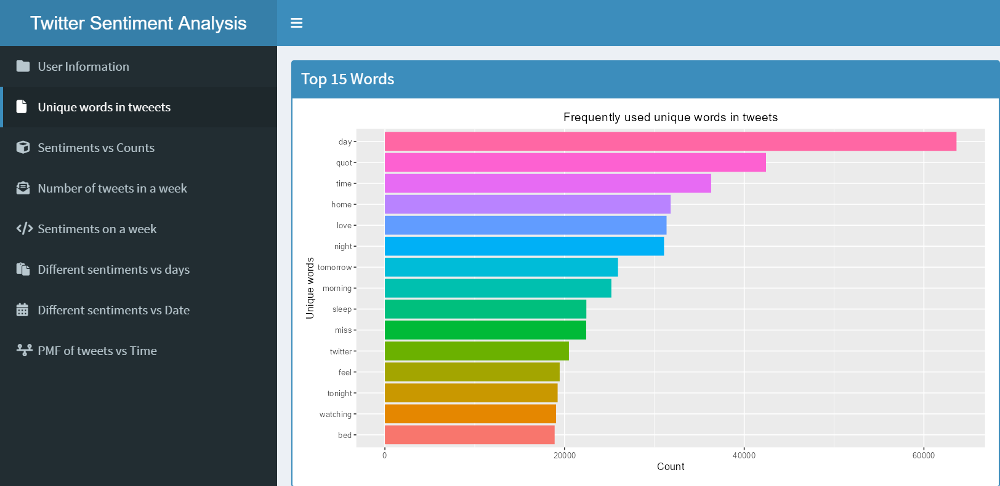 Twitter Sentiment Analysis
User Information
Unique words in tweeets
Sentiments vs Counts
Number of tweets in a week
Sentiments on a week
Different sentiments vs days
Different sentiments vs Date
PMF of tweets vs Time
Top 15 Words
Frequently used unique words in tweets
Unique words
day
quot
time
home
love
night
tomorrow
morning
sleep
miss
twitter
feel
tonight
watching
bed
0 20000 40000 60000
Count